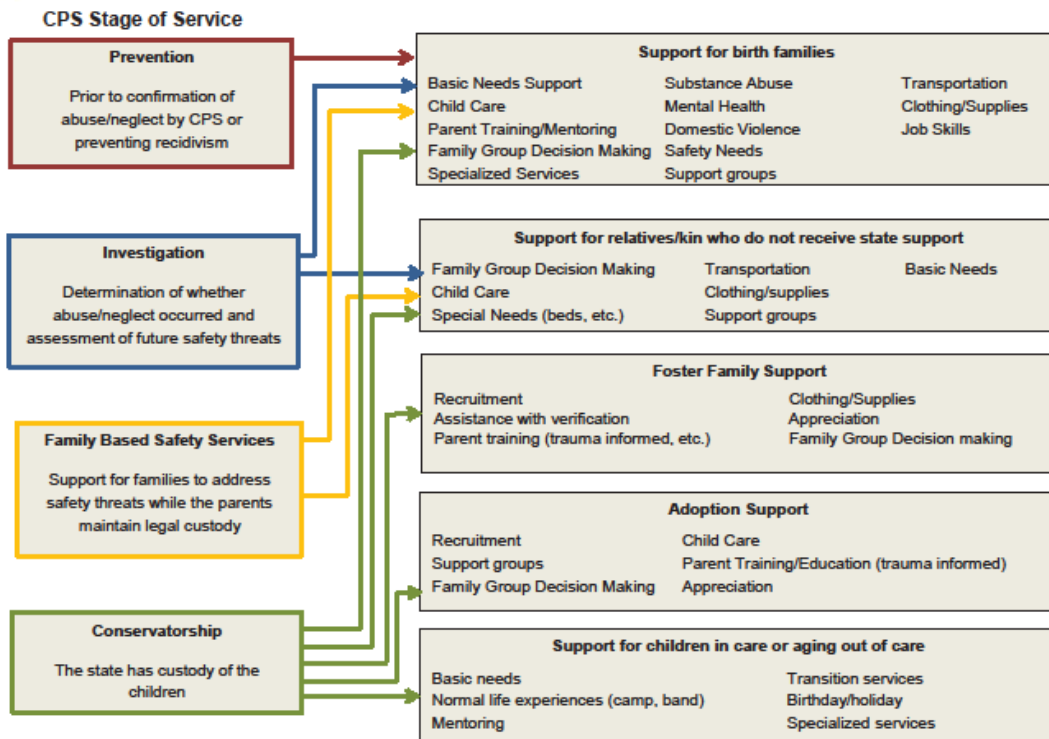 CPS Stage of Service
Prevention
Prior to confirmation of
abuse/neglect by CPS or
preventing recidivism
Investigation
Determination of whether
abuse/neglect occurred and
assessment of future safety threats
Family Based Safety Services
Support for families to address
safety threats while the parents
maintain legal custody
Conservatorship
The state has custody of the
children
Support for birth families
Basic Needs Support Substance Abuse Transportation
Child Care Mental Health Clothing/Supplies
Parent Training/Mentoring Domestic Violence Job Skills
Family Group Decision Making Safety Needs
Specialized Services Support groups
Support for relatives/kin who do not receive state support
Family Group Decision Making Transportation Basic Needs
Child Care Clothing/supplies
Special Needs (beds, etc.) Support groups
Foster Family Support
Recruitment Clothing/Supplies
Assistance with verification Appreciation
Parent training (trauma informed, etc.) Family Group Decision making
Adoption Support
Recruitment Child Care
Support groups Parent Training/Education (trauma informed)
Family Group Decision Making Appreciation
Support for children in care or aging out of care
Basic needs Transition services
Normal life experiences (camp, band) Birthday/holiday
Mentoring Specialized services